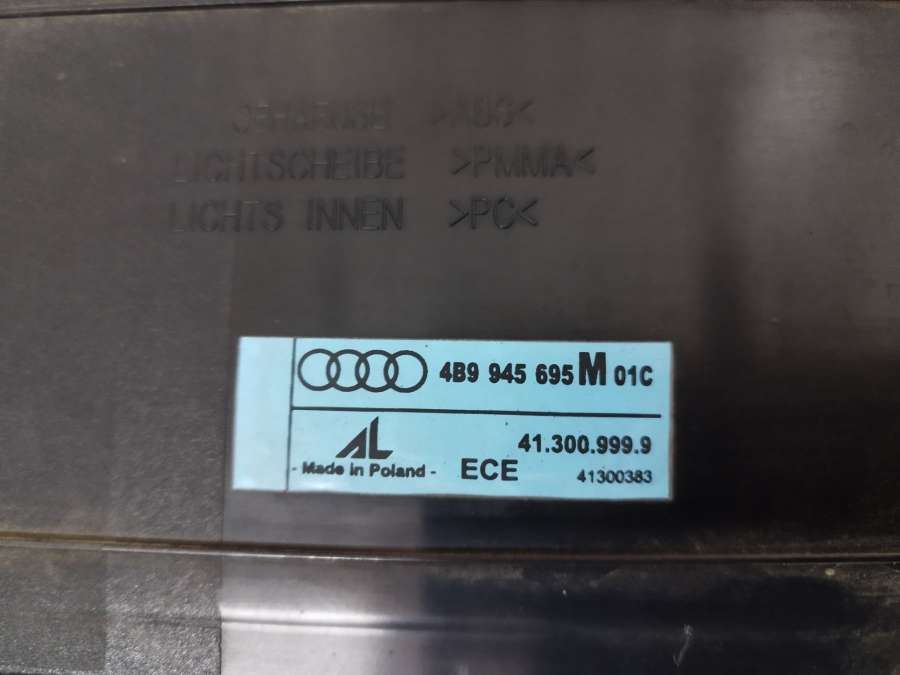 >ABS<
LICHTSCHEIBE >PMMA<
LICHTS INNEN >PC<
4B9 945 695 M 01C
AL
41.300.999.9
- Made in Poland - ECE 41300383